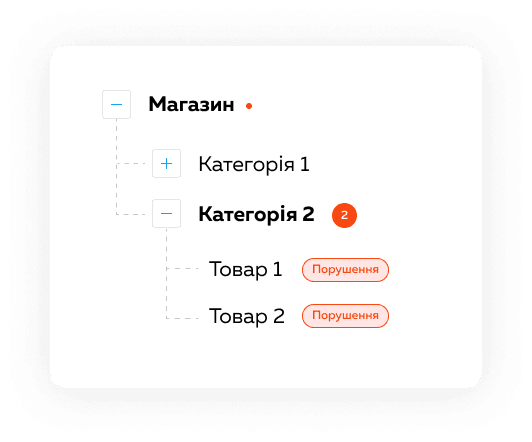 Магазин
Категорія 1
Категорія 2 2
Товар 1 Порушення
Товар 2 Порушення